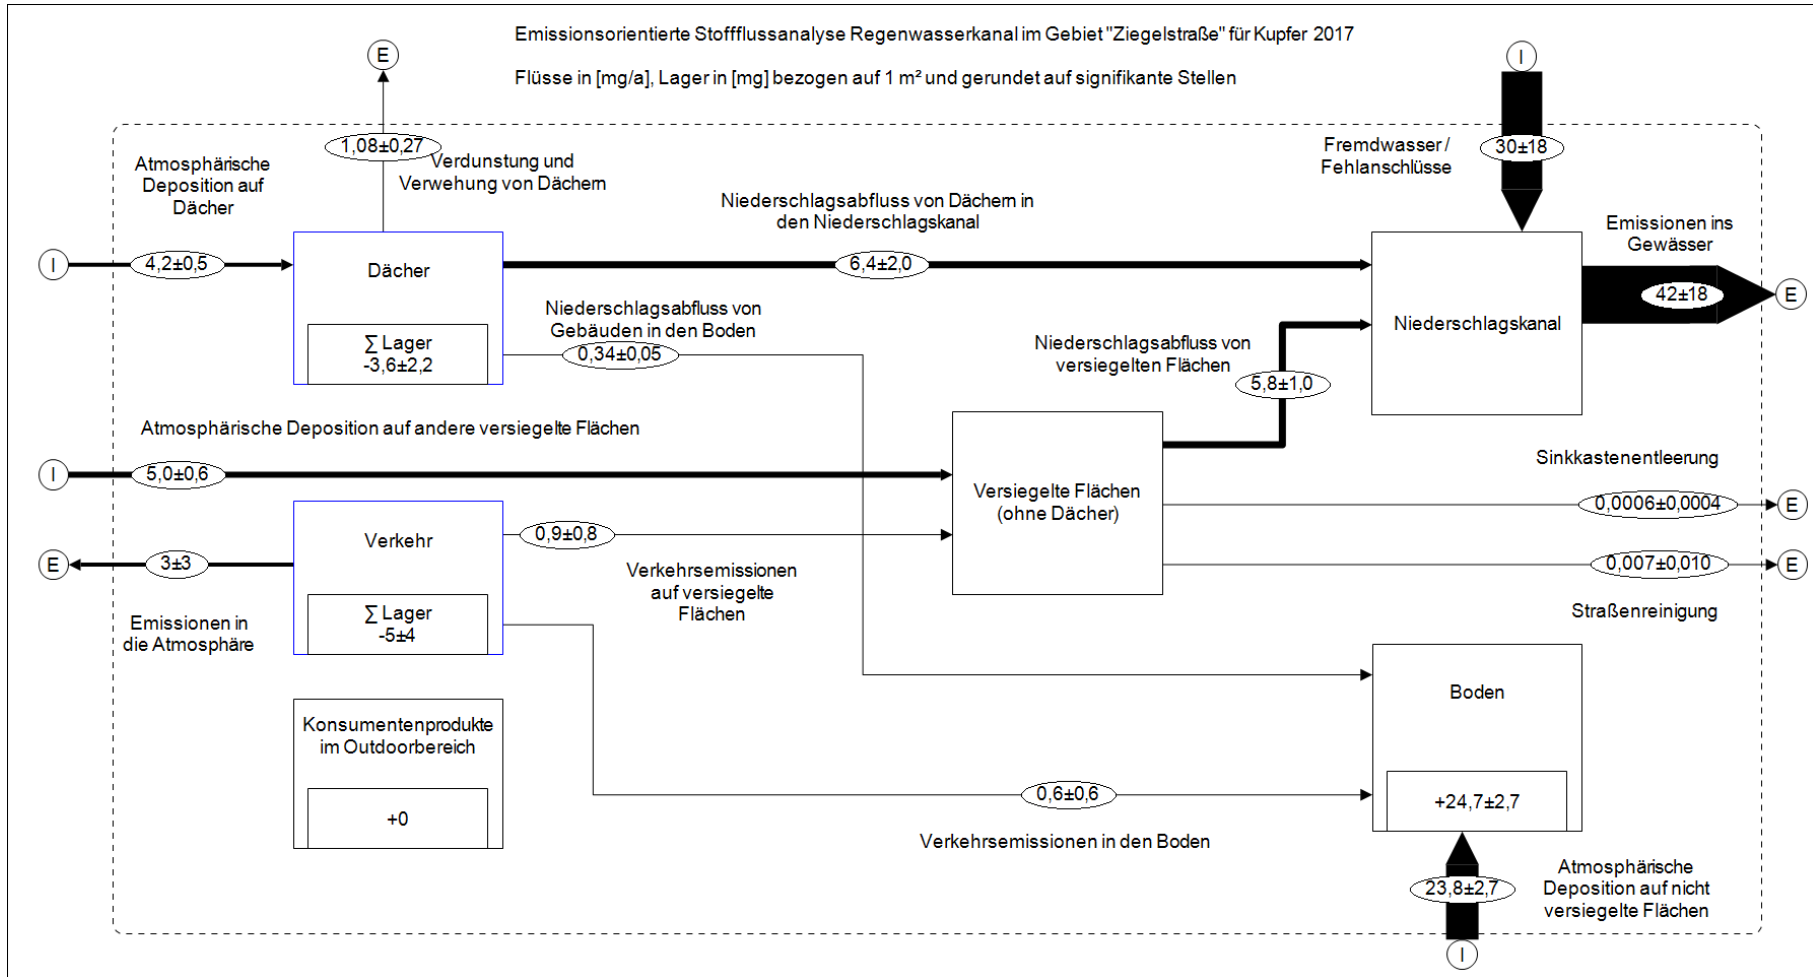 Emissionsorientierte Stoffflussanalyse Regenwasserkanal im Gebiet "Ziegelstraße" für Kupfer 2017
Flüsse in [mg/a], Lager in [mg] bezogen auf 1 m² und gerundet auf signifikante Stellen
E
I
1,08±0,27
Verdunstung und
Verwehung von Dächern
Atmosphärische
Deposition auf
Dächer
Fremdwasser /
Fehlanschlüsse
30±18
Niederschlagsabfluss von Dächern in
den Niederschlagskanal
Emissionen ins
Gewässer
I
4,2±0,5
Dächer
6,4±2,0
42±18
E
Niederschlagskanal
∑ Lager
-3,6±2,2
Niederschlagsabfluss von
Gebäuden in den Boden
0,34±0,05
Niederschlagsabfluss von
versiegelten Flächen
5,8±1,0
Atmosphärische Deposition auf andere versiegelte Flächen
I
5,0±0,6
Versiegelte Flächen
(ohne Dächer)
Sinkkastenentleerung
0,0006±0,0004
E
Verkehr
0,9±0,8
E
3±3
0,007±0,010
E
Verkehrsemissionen
auf versiegelte
Flächen
Straßenreinigung
∑ Lager
-5±4
Emissionen in
die Atmosphäre
Boden
Konsumentenprodukte
im Outdoorbereich
+0
0,6±0,6
+24,7±2,7
Verkehrsemissionen in den Boden
23,8±2,7
Atmosphärische
Deposition auf nicht
versiegelte Flächen
I